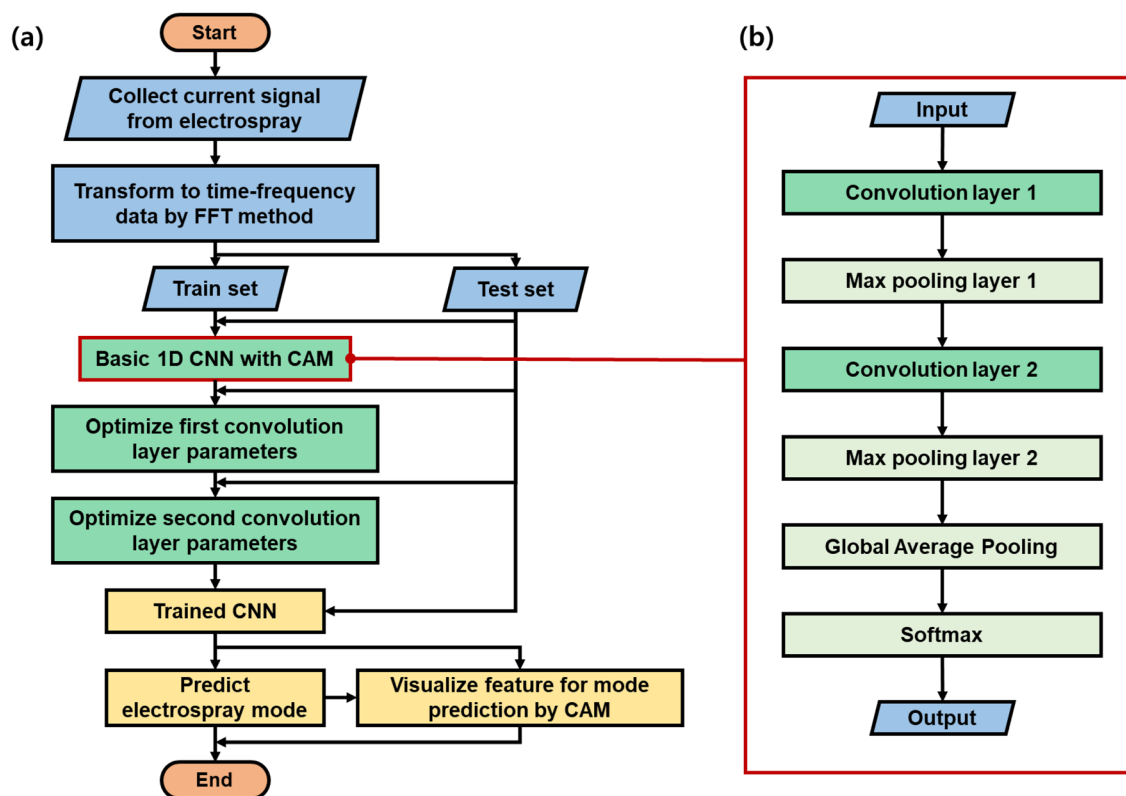 (a)
Start
Collect current signal
from electrospray
Transform to time-frequency
data by FFT method
Train set
Test set
Basic 1D CNN with CAM
Optimize first convolution
layer parameters
Optimize second convolution
layer parameters
Trained CNN
Predict
electrospray mode
Visualize feature for mode
prediction by CAM
End
(b)
Input
Convolution layer 1
Max pooling layer 1
Convolution layer 2
Max pooling layer 2
Global Average Pooling
Softmax
Output